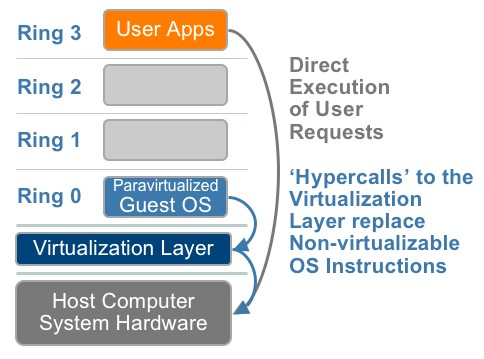 Ring 3
User Apps
Ring 2
Ring 1
Ring 0
Paravirtualized
Guest OS
Virtualization Layer
Host Computer
System Hardware
Direct
Execution
of User
Requests
‘Hypercalls’ to the
Virtualization
Layer replace
Non-virtualizable
OS Instructions